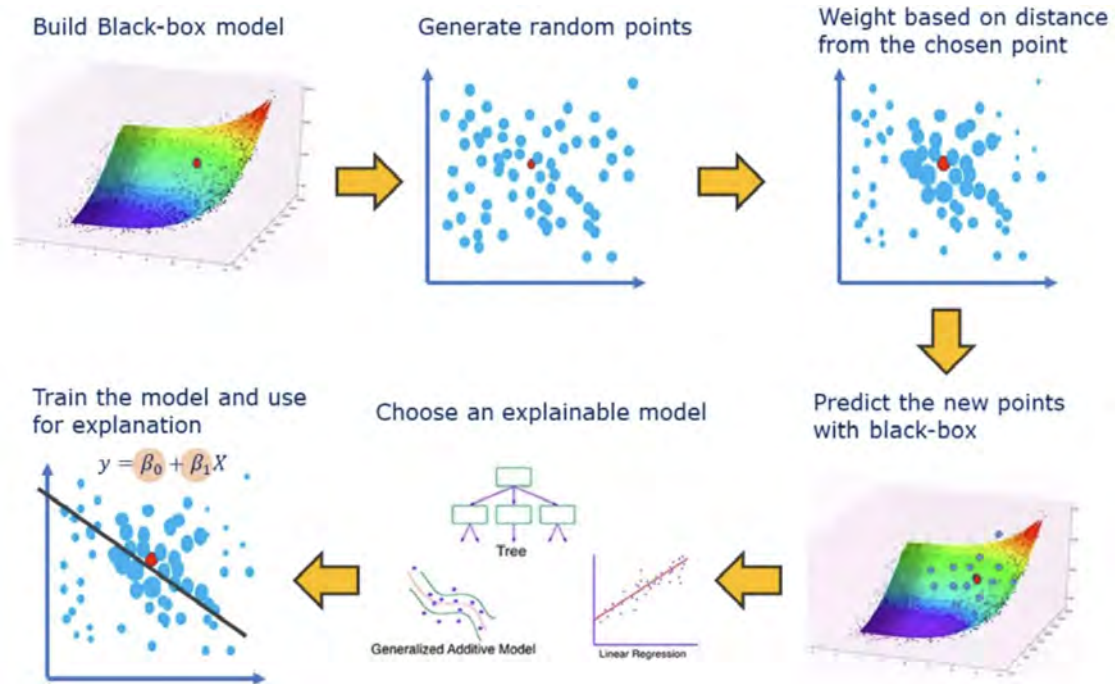 Build Black-box model
Generate random points
Weight based on distance
from the chosen point
Predict the new points
with black-box
Choose an explainable model
Tree
Generalized Additive Model
Linear Regression
Train the model and use
for explanation
y = β₀ + β₁X